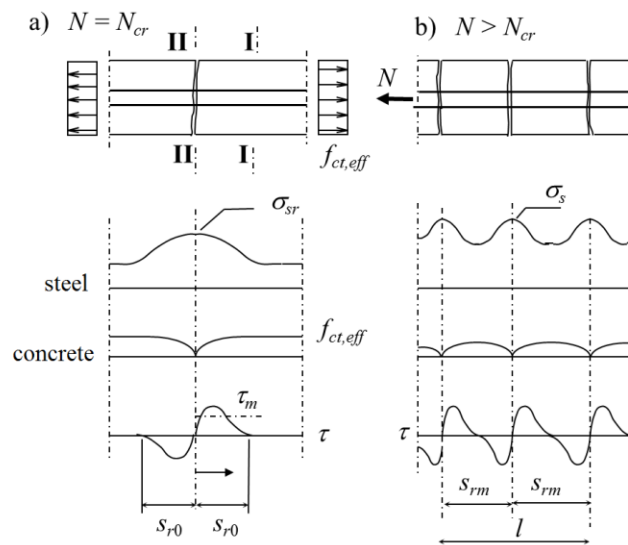 a) N = N_cr
II I
II I
f_ct,eff
σ_sr
steel
f_ct,eff
concrete
τ_m
τ
s_r0 s_r0
b) N > N_cr
N
σ_s
τ
s_rm s_rm
l